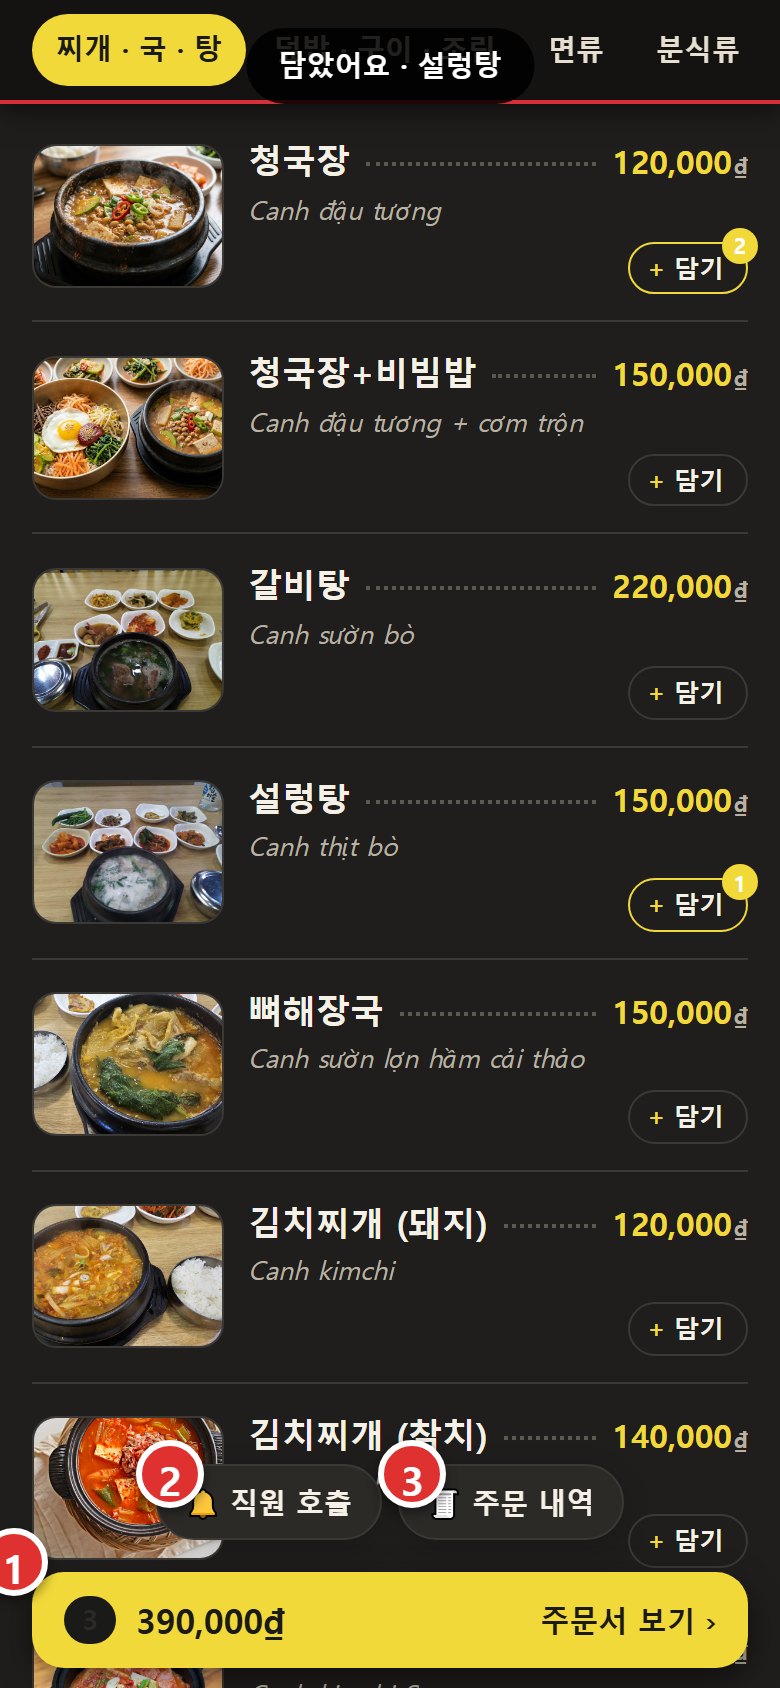 찌개 · 국 · 탕
면류
분식류
담았어요 · 설렁탕
청국장 120,000₫
Canh đậu tương
2
+ 담기
청국장+비빔밥 150,000₫
Canh đậu tương + cơm trộn
+ 담기
갈비탕 220,000₫
Canh sườn bò
+ 담기
설렁탕 150,000₫
Canh thịt bò
1
+ 담기
뼈해장국 150,000₫
Canh sườn lợn hầm cải thảo
+ 담기
김치찌개 (돼지) 120,000₫
Canh kimchi
+ 담기
김치찌개 (참치) 140,000₫
2 직원 호출
3 주문 내역
+ 담기
1
3 390,000₫ 주문서 보기 ›